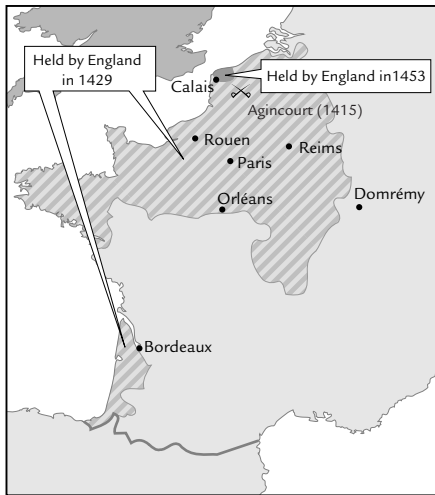 Held by England
in 1429
Held by England in1453
Calais
Agincourt (1415)
Rouen
Reims
Paris
Orléans
Domrémy
Bordeaux